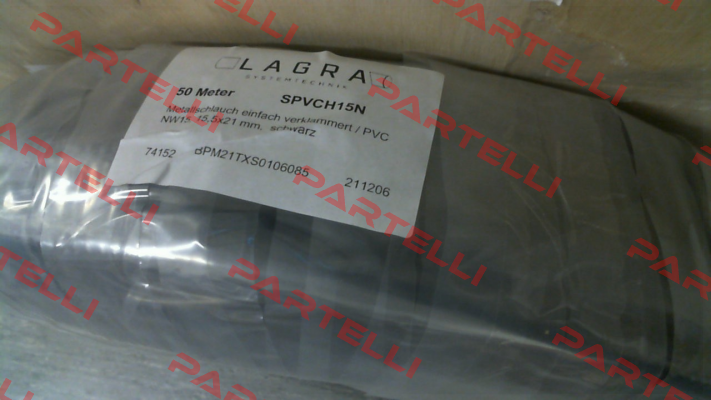 LAGRA
SYSTEMTECHNIK
50 Meter SPVCH15N
Metallschlauch einfach verklammert / PVC
NW15 15,5x21 mm, schwarz
74152 dPM21TXS0106085 211206
PARTELLI
PARTELLI
PARTELLI
PARTELLI
PARTELLI
PARTELLI
PARTELLI
PARTELLI